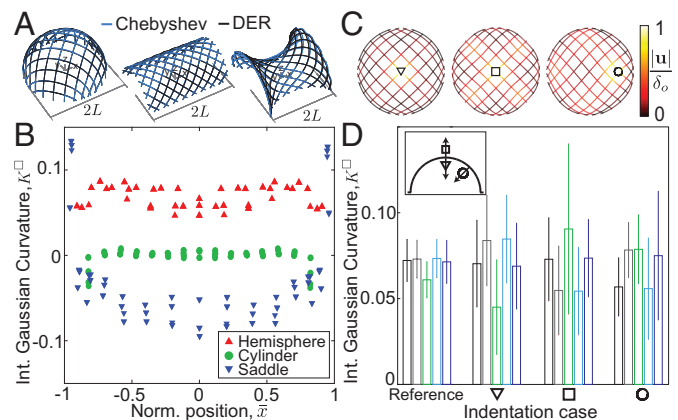 A
Chebyshev
DER
2L
2L
2L
B
Int. Gaussian Curvature, K□
0.1
0
-0.1
Hemisphere
Cylinder
Saddle
-1
-0.5
0
0.5
1
Norm. position, x̄
C
1
|u|
δo
0
D
Int. Gaussian Curvature, K□
0.10
0.05
0
Reference
Indentation case